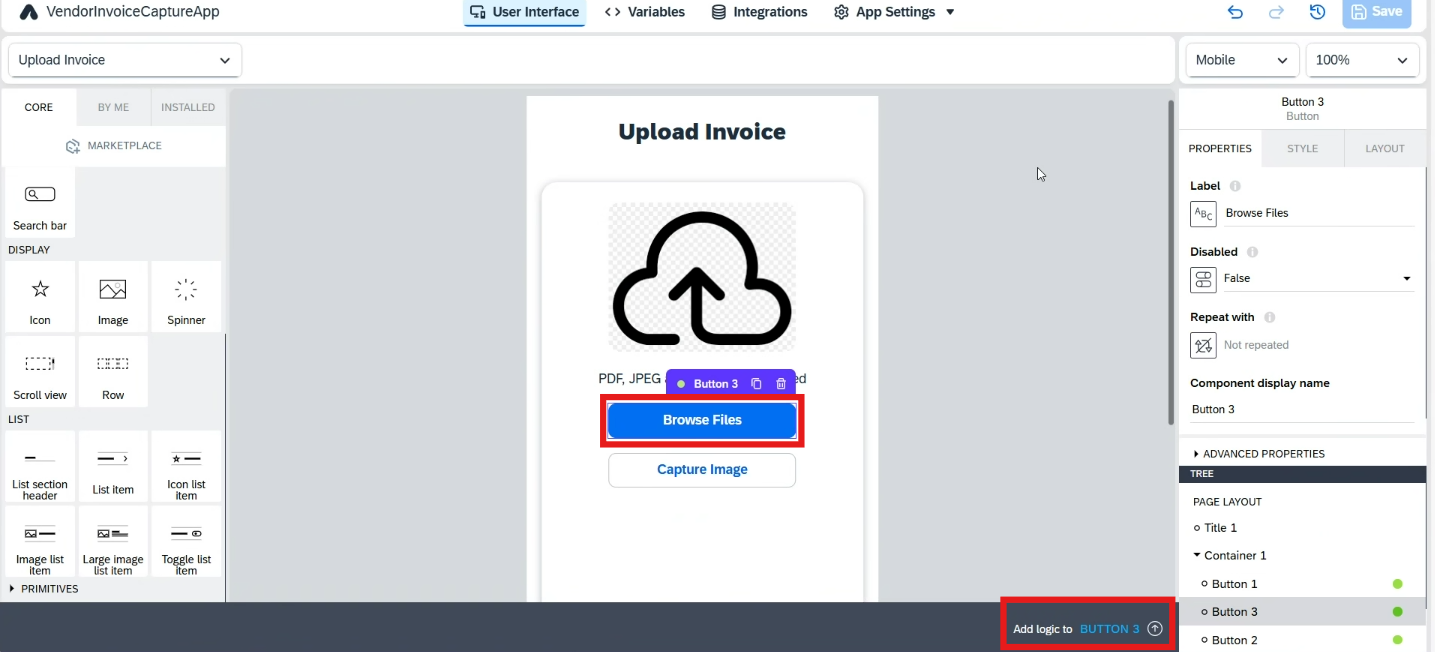 VendorInvoiceCaptureApp
User Interface
<> Variables
Integrations
App Settings
Save
Upload Invoice
Mobile
100%
CORE
BY ME
INSTALLED
MARKETPLACE
Search bar
DISPLAY
Icon
Image
Spinner
Scroll view
Row
LIST
List section
header
List item
Icon list
item
Image list
item
Large image
list item
Toggle list
item
PRIMITIVES
Upload Invoice
PDF, JPEG
Button 3
Browse Files
Capture Image
Add logic to BUTTON 3
Button 3
Button
PROPERTIES
STYLE
LAYOUT
Label
ABC
Browse Files
Disabled
False
Repeat with
Not repeated
Component display name
Button 3
ADVANCED PROPERTIES
TREE
PAGE LAYOUT
Title 1
Container 1
Button 1
Button 3
Button 2